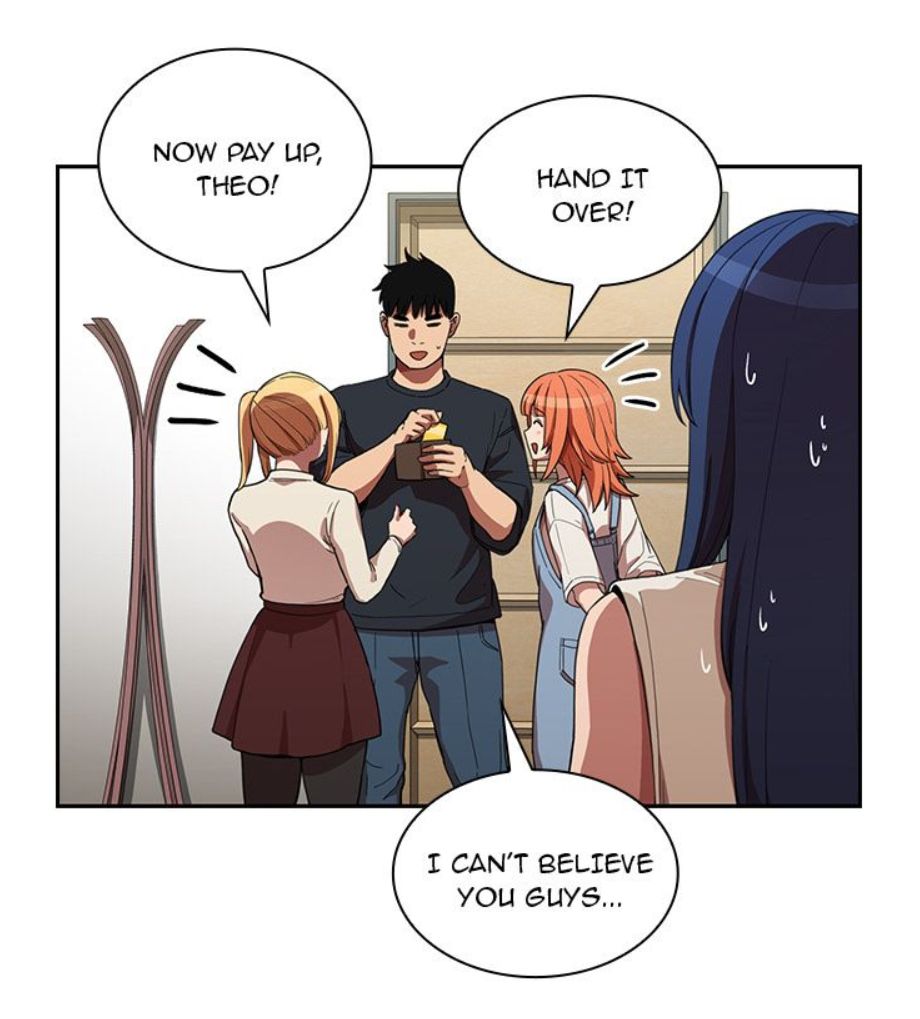 NOW PAY UP,
THEO!
HAND IT
OVER!
I CAN'T BELIEVE
YOU GUYS...